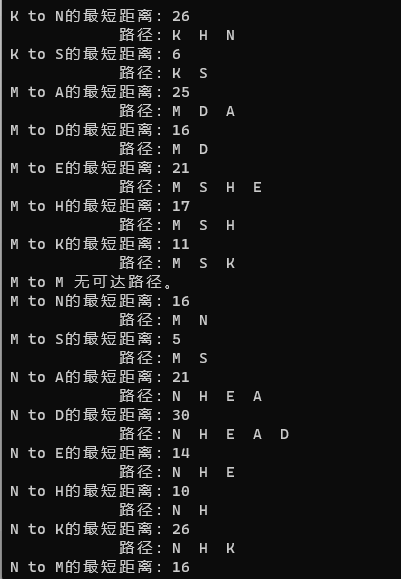 K to N的最短距离: 26
路径: K H N
K to S的最短距离: 6
路径: K S
M to A的最短距离: 25
路径: M D A
M to D的最短距离: 16
路径: M D
M to E的最短距离: 21
路径: M S H E
M to H的最短距离: 17
路径: M S H
M to K的最短距离: 11
路径: M S K
M to M 无可达路径。
M to N的最短距离: 16
路径: M N
M to S的最短距离: 5
路径: M S
N to A的最短距离: 21
路径: N H E A
N to D的最短距离: 30
路径: N H E A D
N to E的最短距离: 14
路径: N H E
N to H的最短距离: 10
路径: N H
N to K的最短距离: 26
路径: N H K
N to M的最短距离: 16